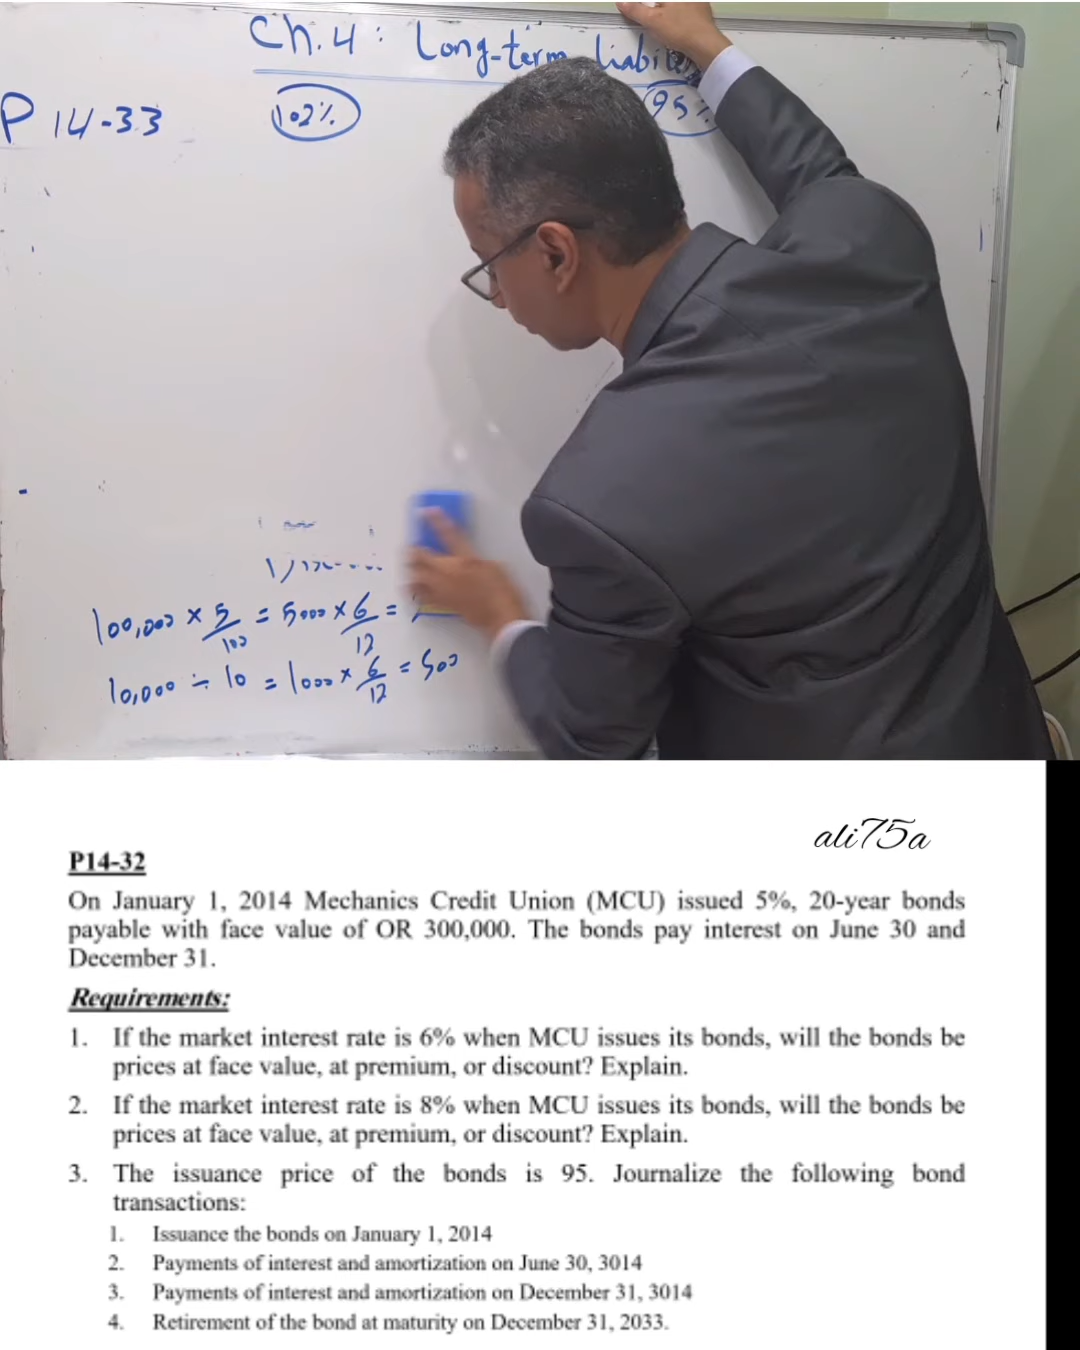 Ch.4: Long-term liabi
P 14-33
102%
95%
100,000 × 5/100 = 5000 × 6/12 =
10,000 ÷ 10 = 1000 × 6/12 = 500
ali75a
P14-32
On January 1, 2014 Mechanics Credit Union (MCU) issued 5%, 20-year bonds
payable with face value of OR 300,000. The bonds pay interest on June 30 and
December 31.
Requirements:
1. If the market interest rate is 6% when MCU issues its bonds, will the bonds be
prices at face value, at premium, or discount? Explain.
2. If the market interest rate is 8% when MCU issues its bonds, will the bonds be
prices at face value, at premium, or discount? Explain.
3. The issuance price of the bonds is 95. Journalize the following bond
transactions:
1. Issuance the bonds on January 1, 2014
2. Payments of interest and amortization on June 30, 3014
3. Payments of interest and amortization on December 31, 3014
4. Retirement of the bond at maturity on December 31, 2033.